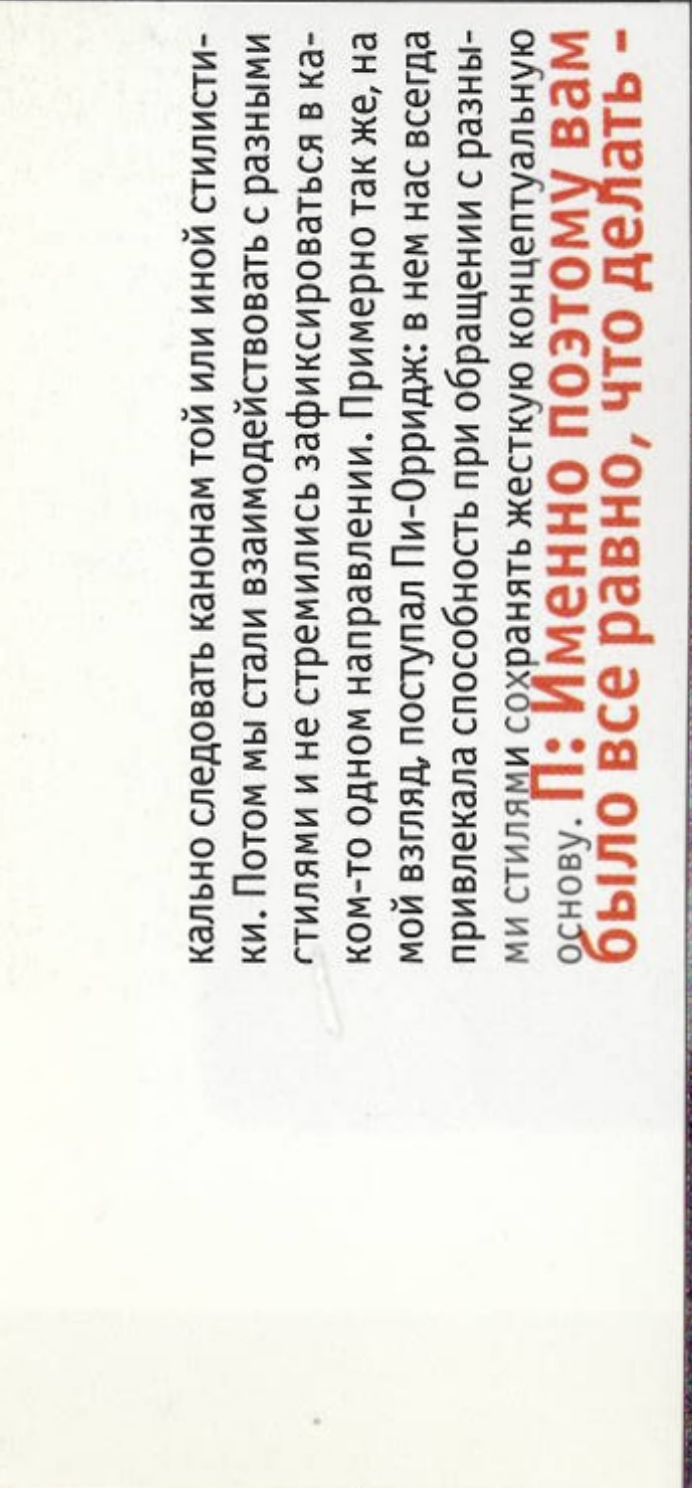 кально следовать канонам той или иной стилисти-
ки. Потом мы стали взаимодействовать с разными
стилями и не стремились зафиксироваться в ка-
ком-то одном направлении. Примерно так же, на
мой взгляд, поступал Пи-Орридж: в нем нас всегда
привлекала способность при обращении с разны-
ми стилями сохранять жесткую концептуальную
основу. П: Именно поэтому вам
было все равно, что делать -